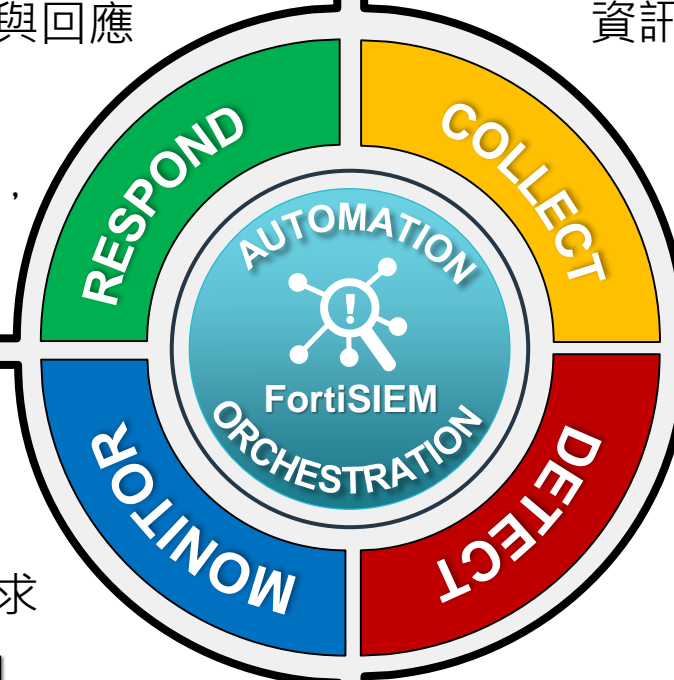 與回應
資訊
,
RESPOND
COLLECT
AUTOMATION
FortiSIEM
ORCHESTRATION
MONITOR
DETECT
求